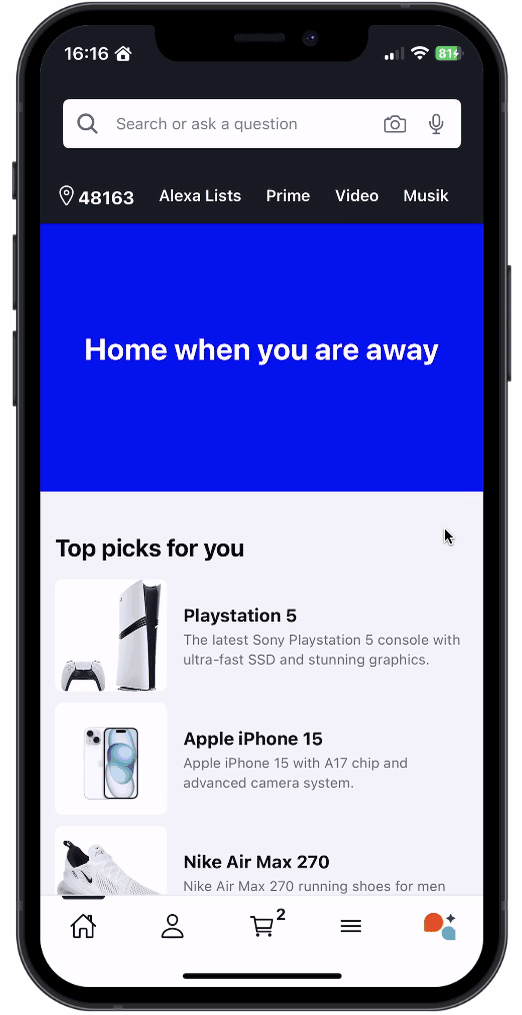 16:16
81
Search or ask a question
48163 Alexa Lists Prime Video Musik
Home when you are away
Top picks for you
Playstation 5
The latest Sony Playstation 5 console with
ultra-fast SSD and stunning graphics.
Apple iPhone 15
Apple iPhone 15 with A17 chip and
advanced camera system.
Nike Air Max 270
Nike Air Max 270 running shoes for men
2